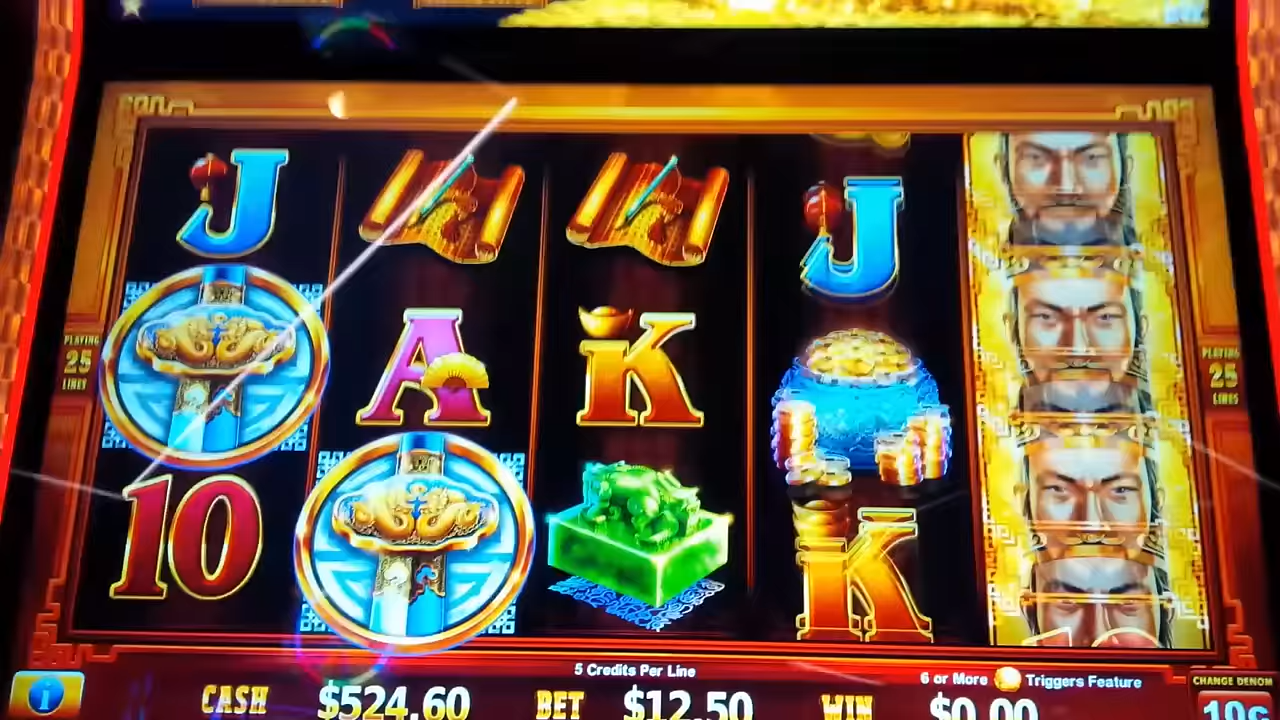 J
J
PLAYING
25
LINES
A
K
PLAYING
25
LINES
10
K
5 Credits Per Line
6 or More Triggers Feature
CHANGE DENOM
CASH $524.60 BET $12.50 WIN $0.00
10¢